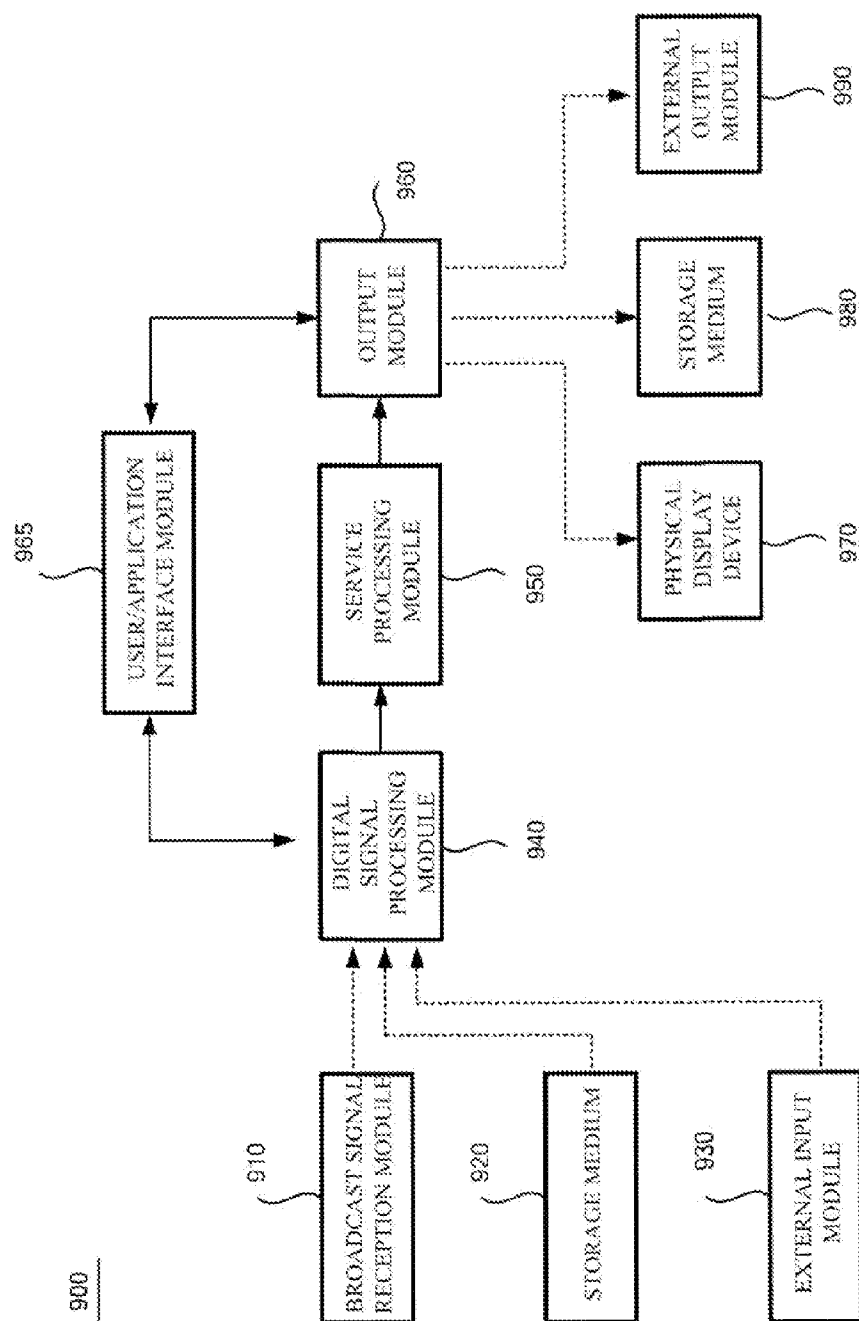 900
965
USER/APPLICATION
INTERFACE MODULE
910
BROADCAST SIGNAL
RECEPTION MODULE
DIGITAL
SIGNAL
PROCESSING
MODULE
940
SERVICE
PROCESSING
MODULE
950
OUTPUT
MODULE
960
920
STORAGE MEDIUM
930
EXTERNAL INPUT
MODULE
PHYSICAL
DISPLAY
DEVICE
970
STORAGE
MEDIUM
980
EXTERNAL
OUTPUT
MODULE
990